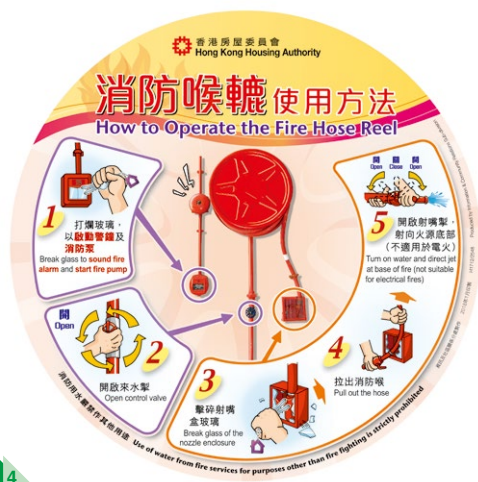 香港房屋委員會
Hong Kong Housing Authority
消防喉轆使用方法
How to Operate the Fire Hose Reel
1
打爛玻璃，
以啟動警鐘及
消防泵
Break glass to sound fire
alarm and start fire pump
開
Open
2
開啟來水掣
Open control valve
3
擊碎射嘴
盒玻璃
Break glass of the
nozzle enclosure
4
拉出消防喉
Pull out the hose
開 關 開
Open Close Open
5
開啟射嘴掣，
射向火源底部
（不適用於電火）
Turn on water and direct jet
at base of fire (not suitable
for electrical fires)
消防用水嚴禁作其他用途 Use of water from fire services for purposes other than fire fighting is strictly prohibited
4